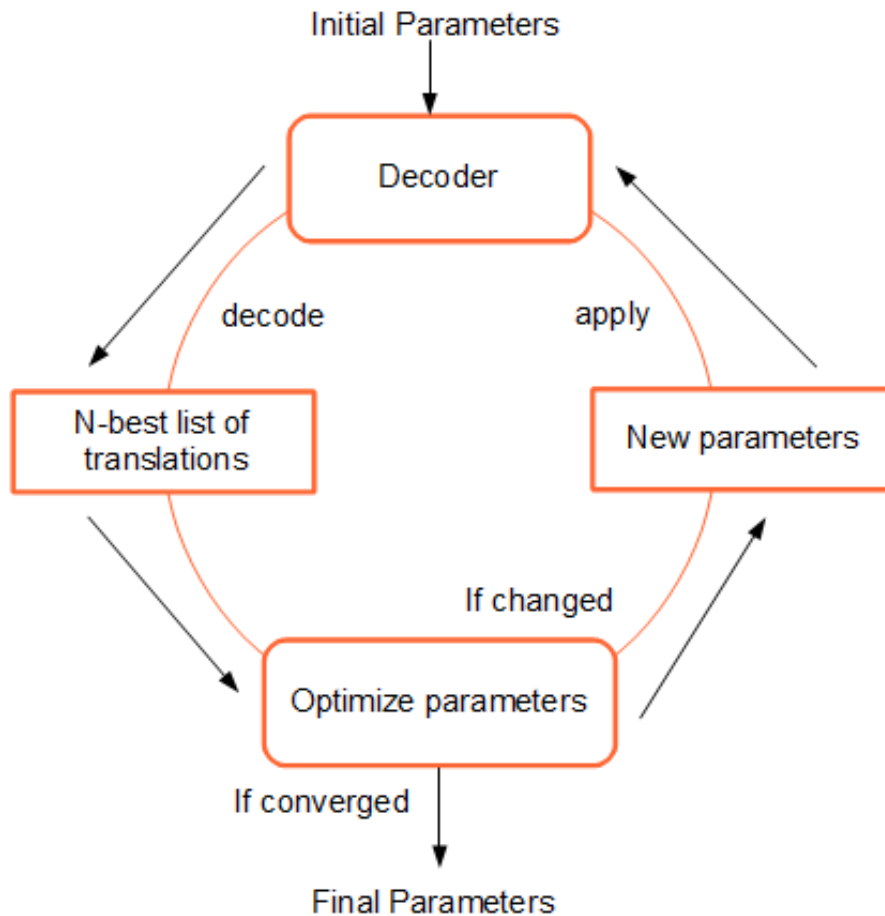 Initial Parameters
Decoder
decode
apply
N-best list of
translations
New parameters
If changed
Optimize parameters
If converged
Final Parameters